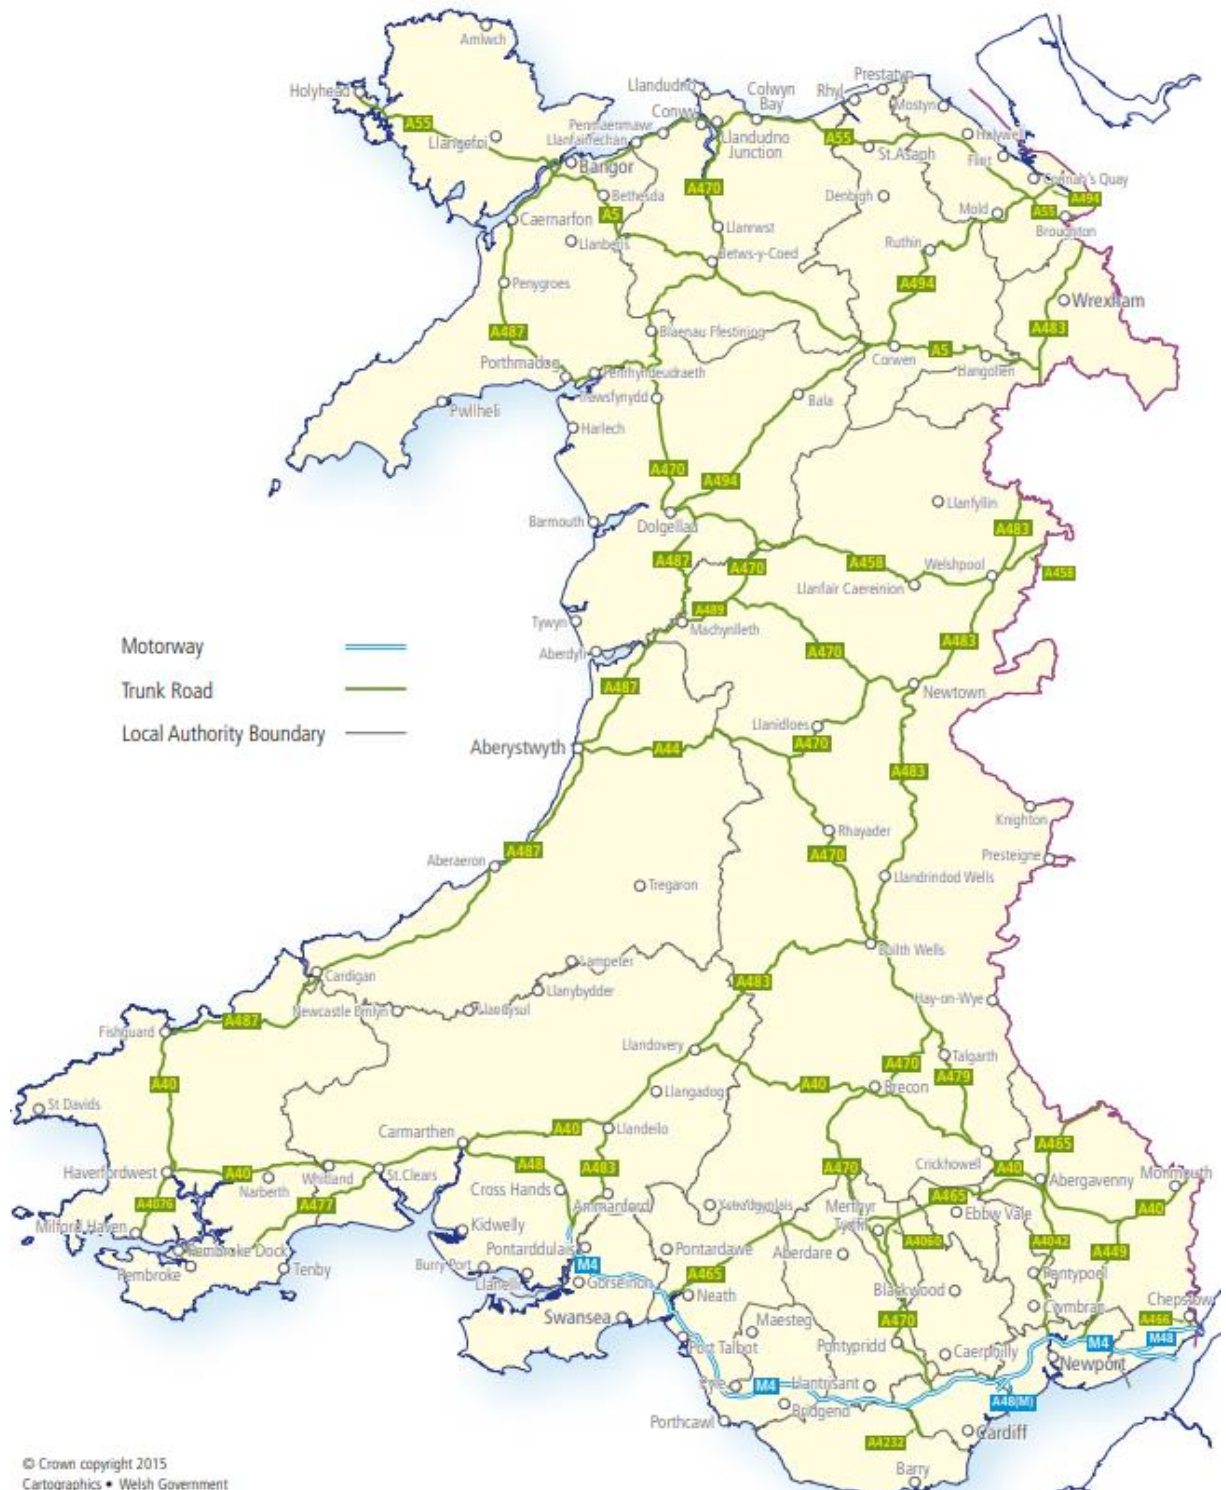 Amlwch
Holyhead
Llandudno
Prestatyn
Colwyn
Bay
Rhyl
Mostyn
A55
Conwy
Penmaenmawr
Llanfairfechan
Llangefni
Llandudno
Junction
A55
Holywell
St.Asaph
Flint
Bangor
Connah's Quay
Bethesda
A470
Denbigh
A494
A5
Mold
A55
Caernarfon
Llanrwst
Broughton
Llanberis
Ruthin
Betws-y-Coed
Penygroes
A494
Wrexham
A487
Blaenau Ffestiniog
A483
Corwen
A5
Porthmadog
Penrhyndeudraeth
Trawsfynydd
Bala
Pwllheli
Harlech
A470
A494
Llanfyllin
Barmouth
Dolgellau
A483
A487
A470
A458
Welshpool
A458
Llanfair Caereinion
A489
Tywyn
Machynlleth
Motorway
A483
Aberdyfi
A470
Trunk Road
A487
Newtown
Llanidloes
Local Authority Boundary
Aberystwyth
A44
A470
A483
Knighton
Rhayader
A487
A470
Aberaeron
Presteigne
Llandrindod Wells
Tregaron
Builth Wells
Lampeter
Cardigan
A483
Llanybydder
Hay-on-Wye
Newcastle Emlyn
Llandysul
A487
Fishguard
Llandovery
Talgarth
A470
A479
A40
A40
Brecon
Llangadog
St Davids
Carmarthen
A40
Llandeilo
A465
Crickhowell
A40
Haverfordwest
A40
Whitland
St.Clears
A48
A483
A470
Monmouth
Narberth
Abergavenny
Cross Hands
A465
A4076
A477
Ammanford
Ystradgynlais
Merthyr
Tydfil
Ebbw Vale
A40
Milford Haven
Kidwelly
A4060
A4042
A449
Pembroke Dock
Pontarddulais
Pontardawe
Aberdare
Pembroke
Tenby
Burry Port
M4
A465
Pontypool
Llanelli
Gorseinon
Neath
Blackwood
Cwmbran
Chepstow
Swansea
Maesteg
A470
A466
M48
Port Talbot
Pontypridd
Caerphilly
M4
Newport
Pyle
M4
Llantrisant
Bridgend
A48(M)
Porthcawl
Cardiff
A4232
Barry
© Crown copyright 2015
Cartographics • Welsh Government